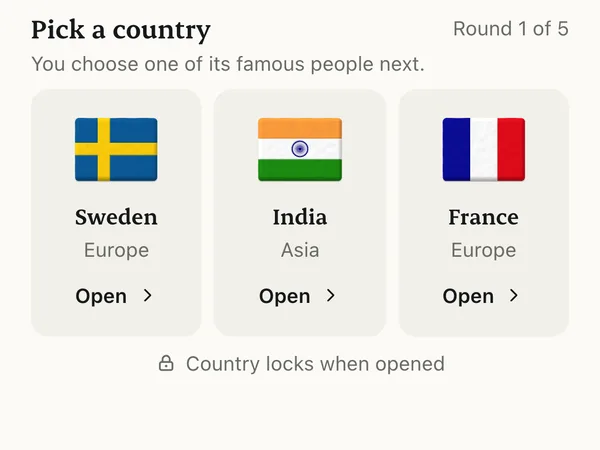 Pick a country
Round 1 of 5
You choose one of its famous people next.
Sweden
Europe
Open
India
Asia
Open
France
Europe
Open
Country locks when opened